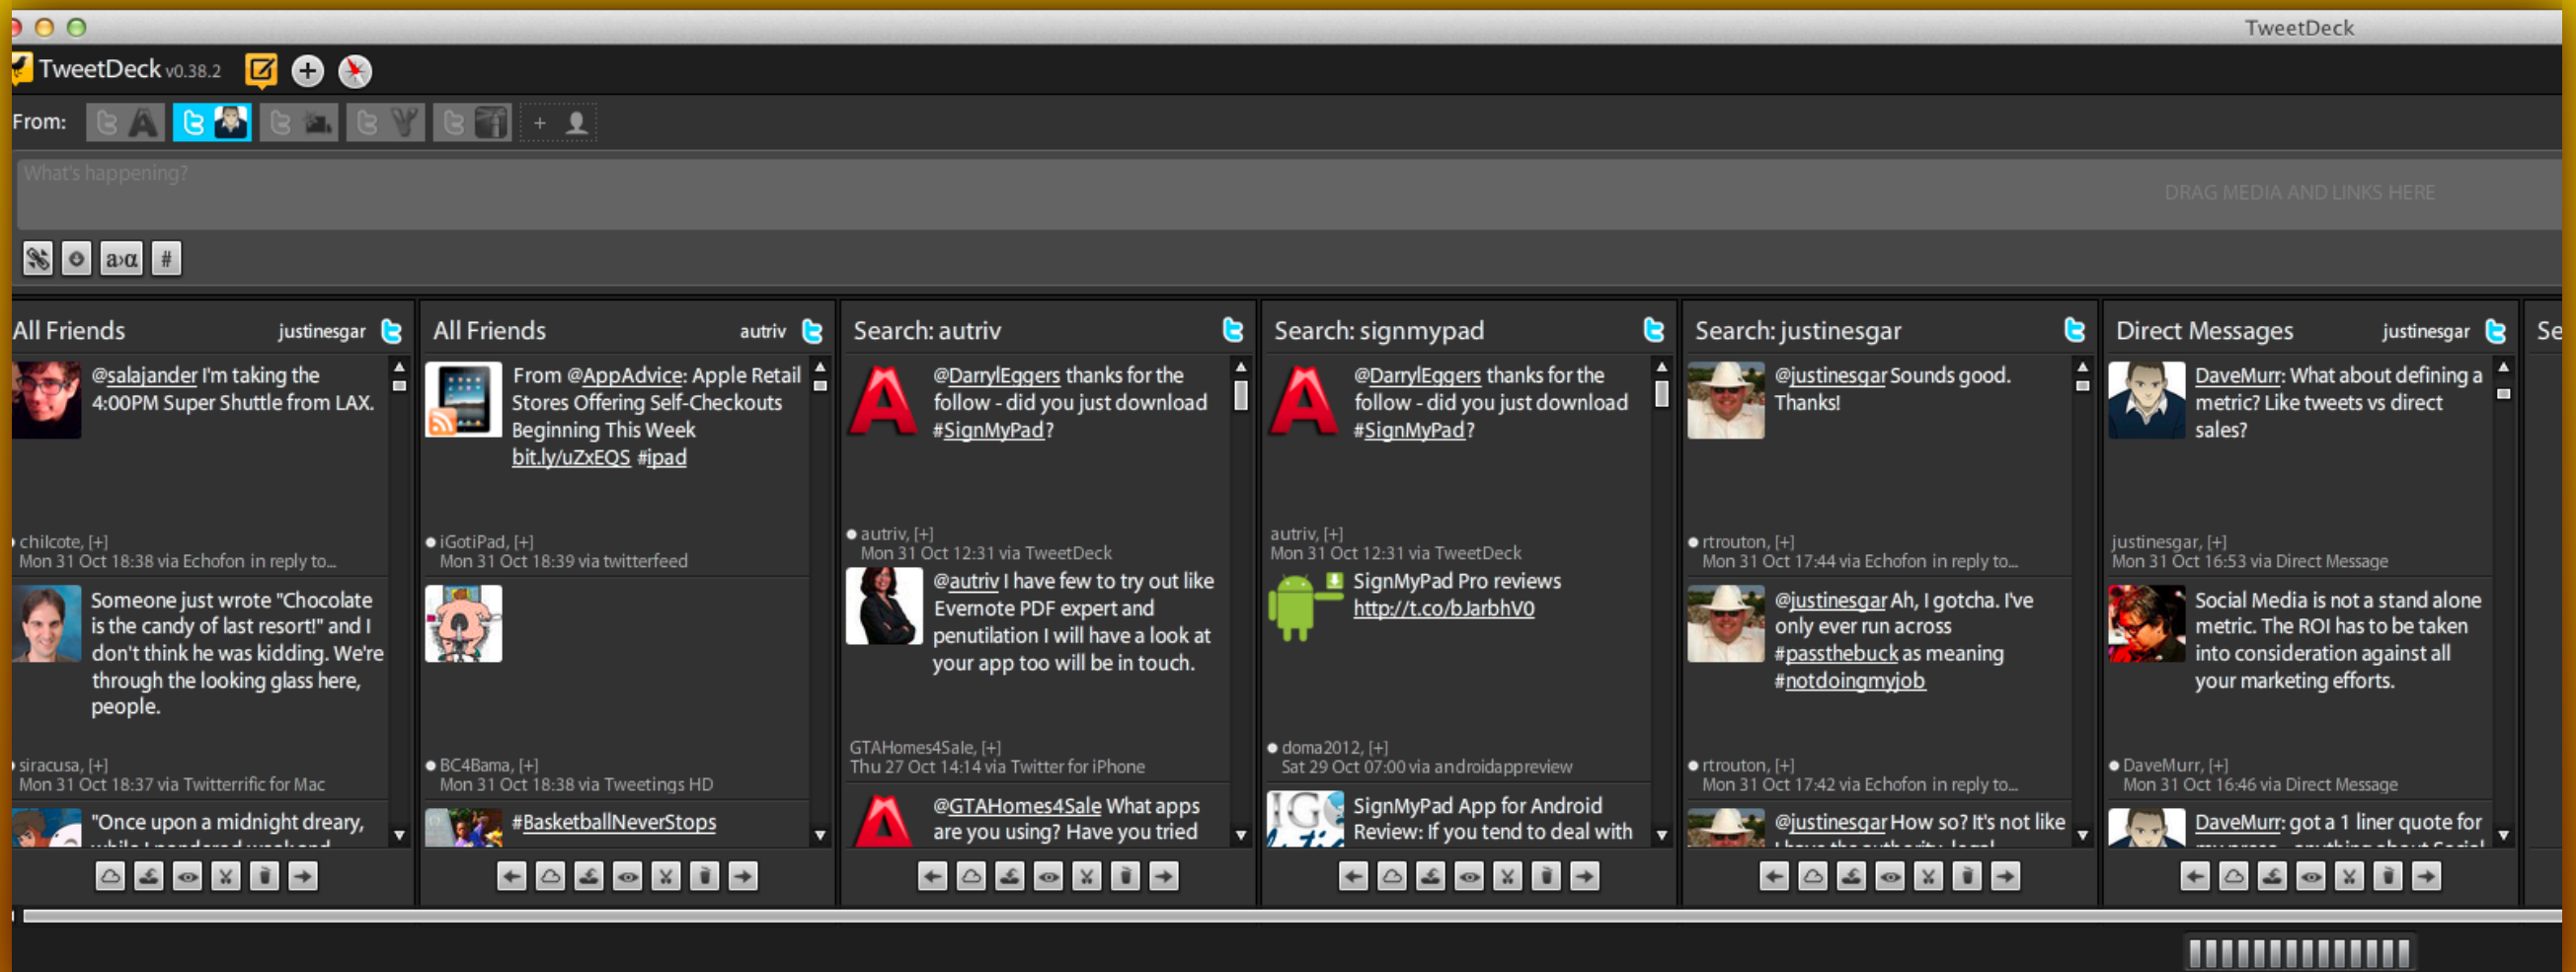 TweetDeck
TweetDeck v0.38.2
From:
What's happening?
DRAG MEDIA AND LINKS HERE
a›α #
All Friends justinesgar
@salajander I'm taking the
4:00PM Super Shuttle from LAX.
chilcote, [+]
Mon 31 Oct 18:38 via Echofon in reply to...
Someone just wrote "Chocolate
is the candy of last resort!" and I
don't think he was kidding. We're
through the looking glass here,
people.
siracusa, [+]
Mon 31 Oct 18:37 via Twitterrific for Mac
"Once upon a midnight dreary,
All Friends autriv
From @AppAdvice: Apple Retail
Stores Offering Self-Checkouts
Beginning This Week
bit.ly/uZxEQS #ipad
iGotiPad, [+]
Mon 31 Oct 18:39 via twitterfeed
BC4Bama, [+]
Mon 31 Oct 18:38 via Tweetings HD
#BasketballNeverStops
Search: autriv
@DarrylEggers thanks for the
follow - did you just download
#SignMyPad?
autriv, [+]
Mon 31 Oct 12:31 via TweetDeck
@autriv I have few to try out like
Evernote PDF expert and
penutilation I will have a look at
your app too will be in touch.
GTAHomes4Sale, [+]
Thu 27 Oct 14:14 via Twitter for iPhone
@GTAHomes4Sale What apps
are you using? Have you tried
Search: signmypad
@DarrylEggers thanks for the
follow - did you just download
#SignMyPad?
autriv, [+]
Mon 31 Oct 12:31 via TweetDeck
SignMyPad Pro reviews
http://t.co/bJarbhV0
doma2012, [+]
Sat 29 Oct 07:00 via androidappreview
SignMyPad App for Android
Review: If you tend to deal with
Search: justinesgar
@justinesgar Sounds good.
Thanks!
rtrouton, [+]
Mon 31 Oct 17:44 via Echofon in reply to...
@justinesgar Ah, I gotcha. I've
only ever run across
#passthebuck as meaning
#notdoingmyjob
rtrouton, [+]
Mon 31 Oct 17:42 via Echofon in reply to...
@justinesgar How so? It's not like
Direct Messages justinesgar
DaveMurr: What about defining a
metric? Like tweets vs direct
sales?
justinesgar, [+]
Mon 31 Oct 16:53 via Direct Message
Social Media is not a stand alone
metric. The ROI has to be taken
into consideration against all
your marketing efforts.
DaveMurr, [+]
Mon 31 Oct 16:46 via Direct Message
DaveMurr: got a 1 liner quote for
Se